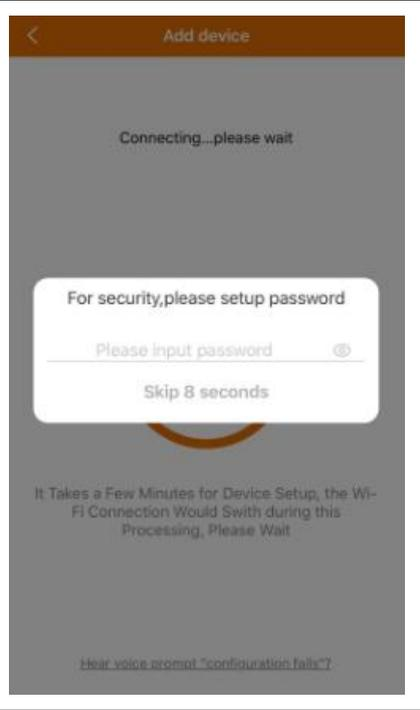 Add device
Connecting...please wait
For security,please setup password
Please input password
Skip 8 seconds
It Takes a Few Minutes for Device Setup, the Wi-
Fi Connection Would Swith during this
Processing, Please Wait
Hear voice prompt "configuration fails"?